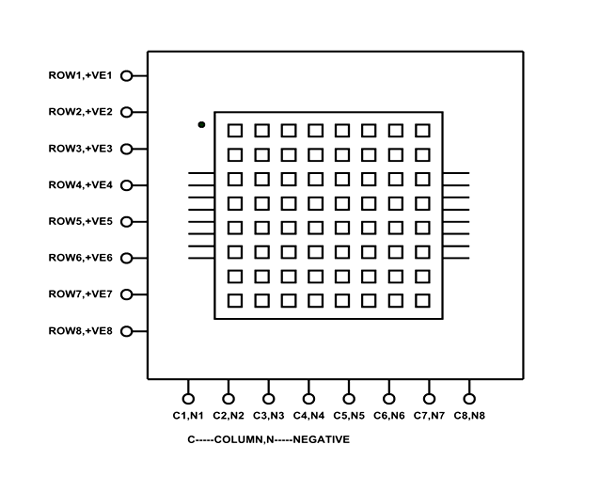 ROW1,+VE1
ROW2,+VE2
ROW3,+VE3
ROW4,+VE4
ROW5,+VE5
ROW6,+VE6
ROW7,+VE7
ROW8,+VE8
C1,N1 C2,N2 C3,N3 C4,N4 C5,N5 C6,N6 C7,N7 C8,N8
C-----COLUMN,N-----NEGATIVE